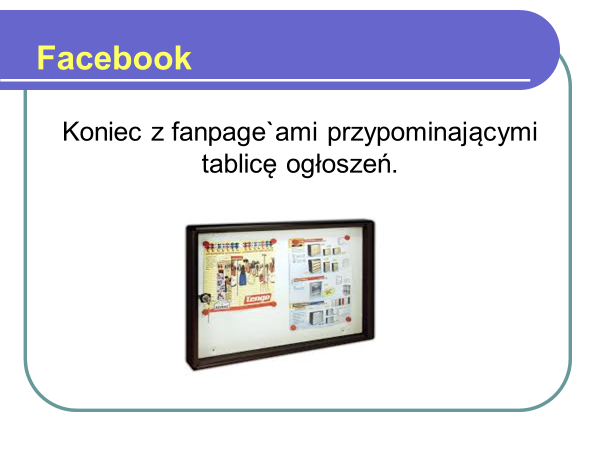 Facebook
Koniec z fanpage`ami przypominającymi
tablicę ogłoszeń.